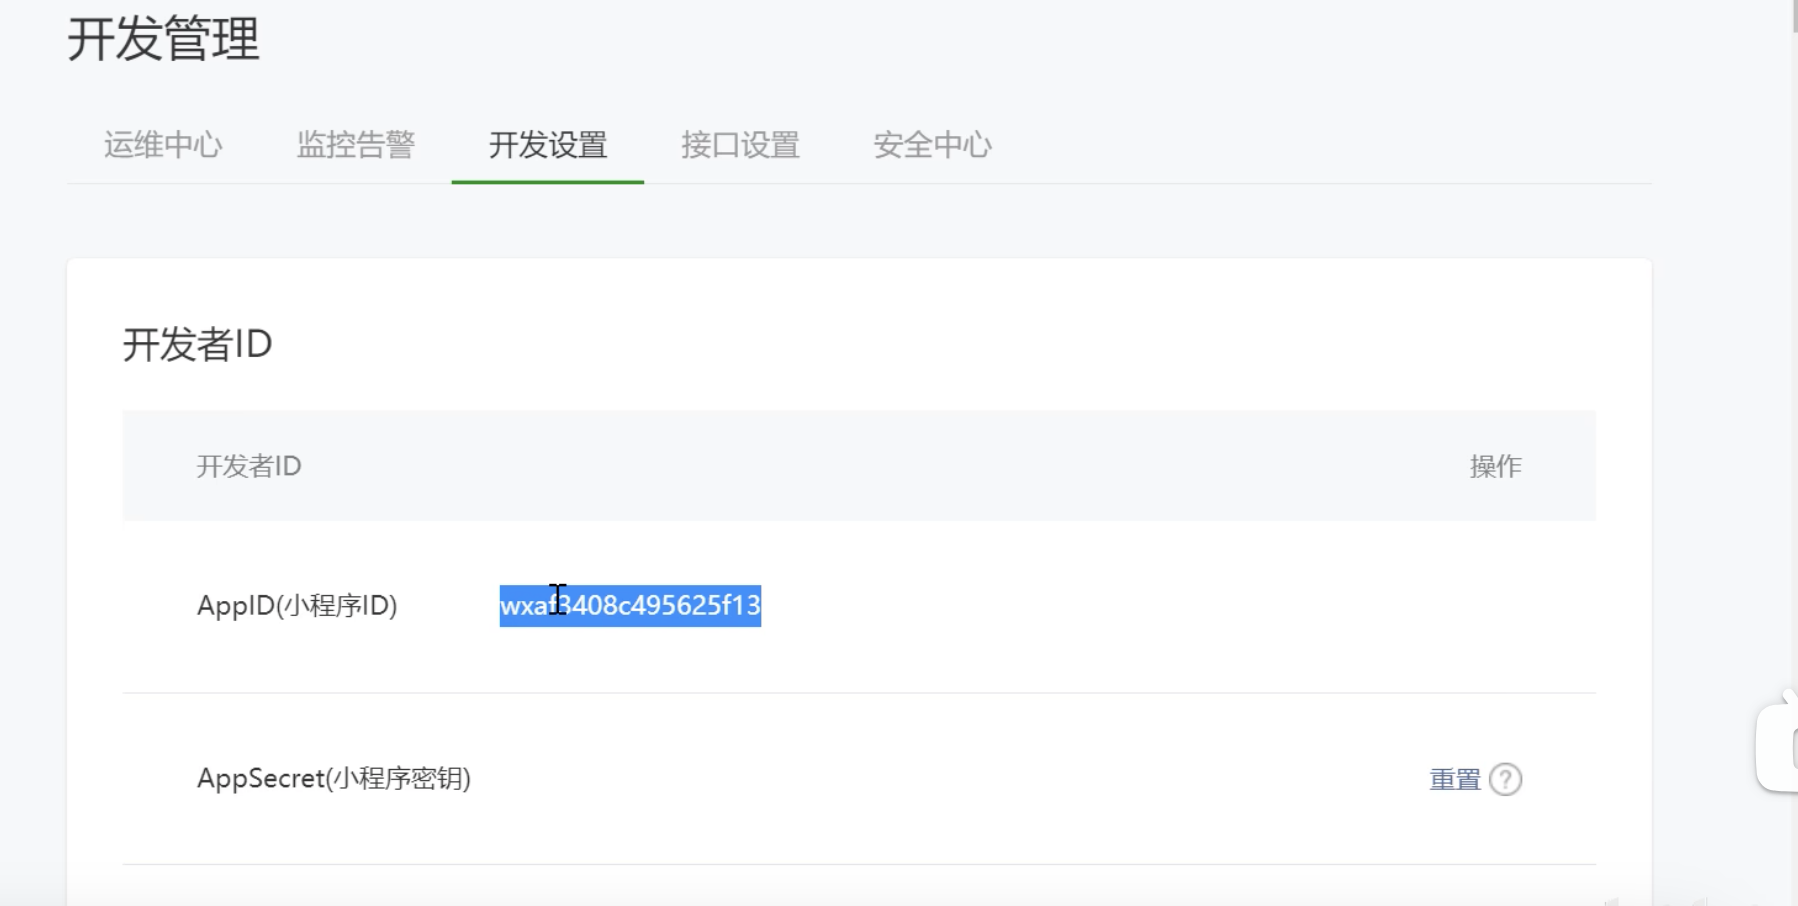 开发管理
运维中心 监控告警 开发设置 接口设置 安全中心
开发者ID
开发者ID 操作
AppID(小程序ID) wxaf3408c495625f13
AppSecret(小程序密钥) 重置 ?